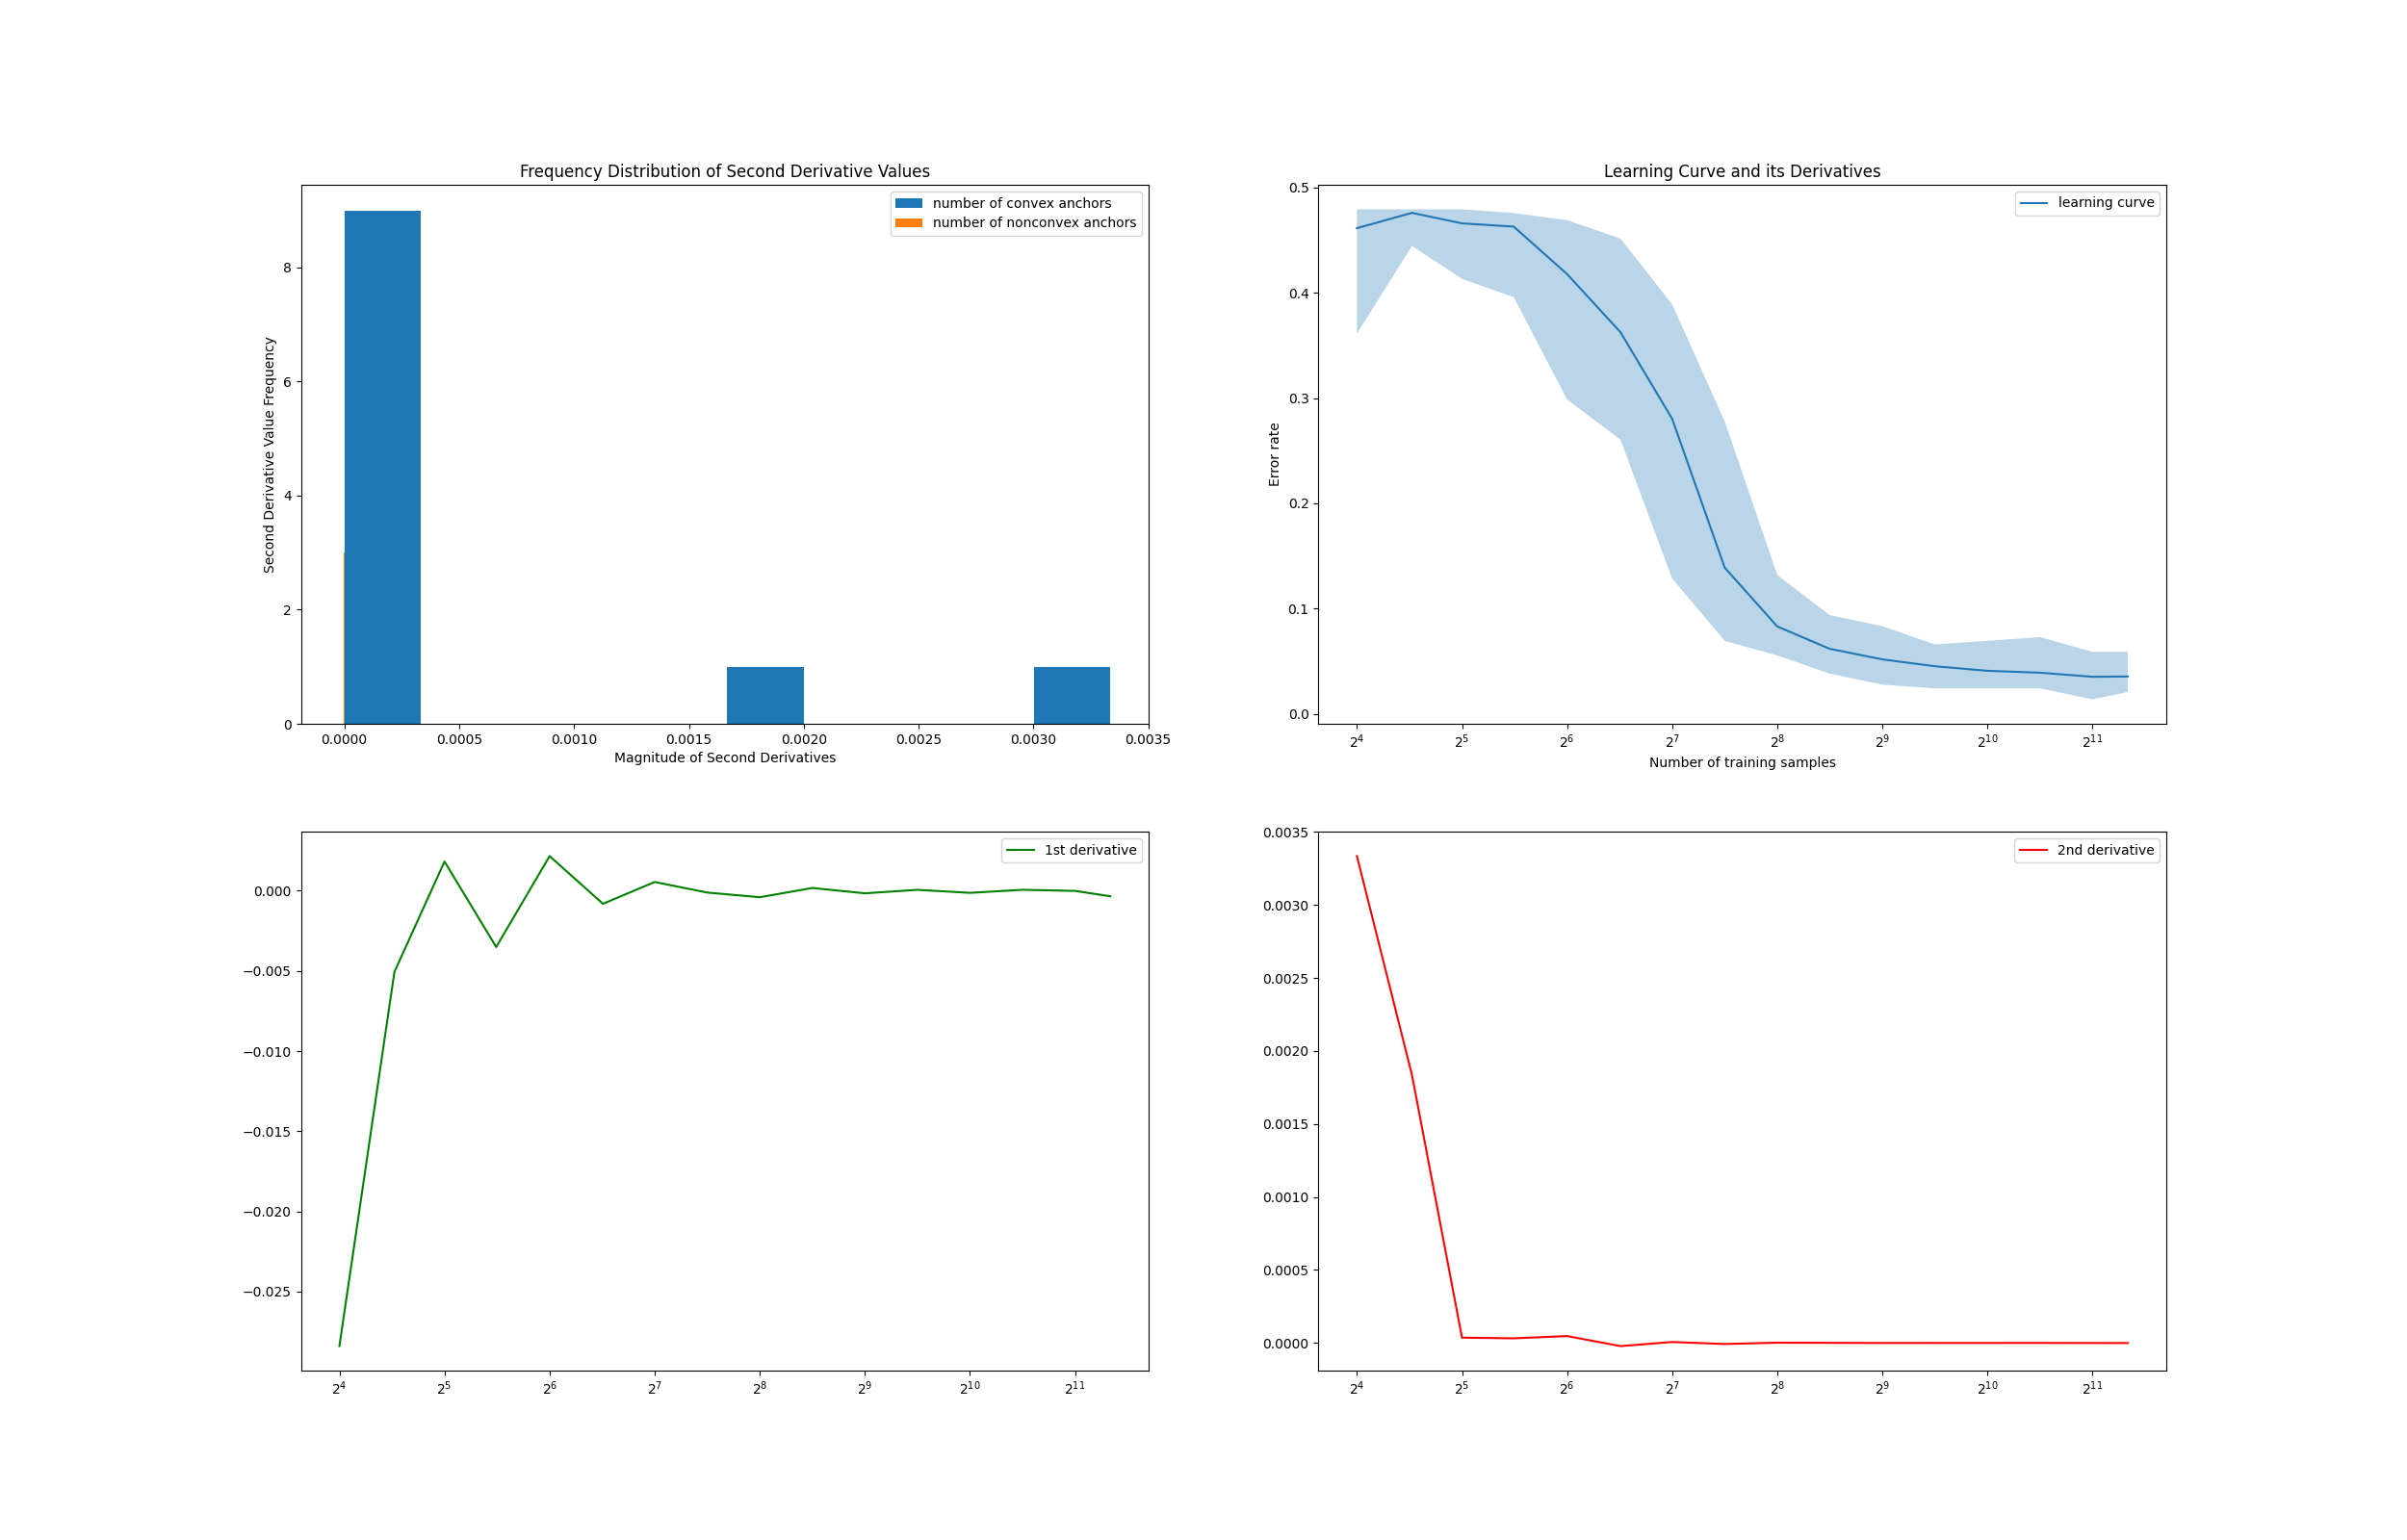 Frequency Distribution of Second Derivative Values
number of convex anchors
number of nonconvex anchors
8
6
4
2
0
Second Derivative Value Frequency
0.0000 0.0005 0.0010 0.0015 0.0020 0.0025 0.0030 0.0035
Magnitude of Second Derivatives
Learning Curve and its Derivatives
learning curve
0.5
0.4
0.3
0.2
0.1
0.0
Error rate
2⁴ 2⁵ 2⁶ 2⁷ 2⁸ 2⁹ 2¹⁰ 2¹¹
Number of training samples
1st derivative
0.000
−0.005
−0.010
−0.015
−0.020
−0.025
2⁴ 2⁵ 2⁶ 2⁷ 2⁸ 2⁹ 2¹⁰ 2¹¹
2nd derivative
0.0035
0.0030
0.0025
0.0020
0.0015
0.0010
0.0005
0.0000
2⁴ 2⁵ 2⁶ 2⁷ 2⁸ 2⁹ 2¹⁰ 2¹¹